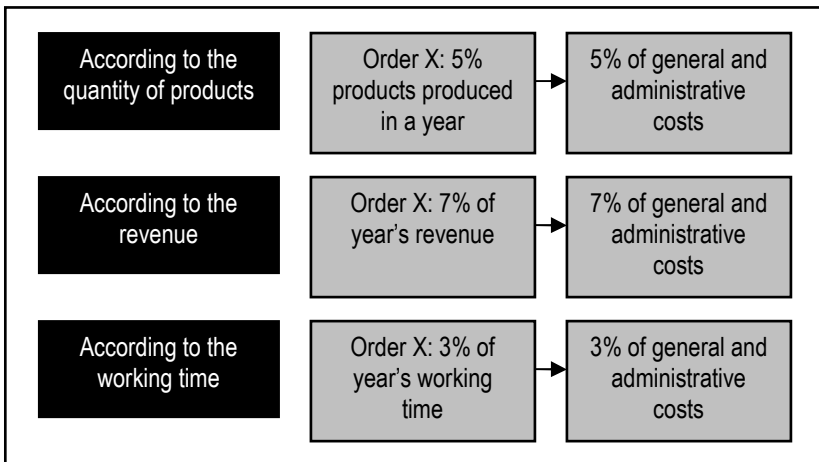 According to the
quantity of products
Order X: 5%
products produced
in a year
5% of general and
administrative
costs
According to the
revenue
Order X: 7% of
year’s revenue
7% of general and
administrative
costs
According to the
working time
Order X: 3% of
year’s working
time
3% of general and
administrative
costs